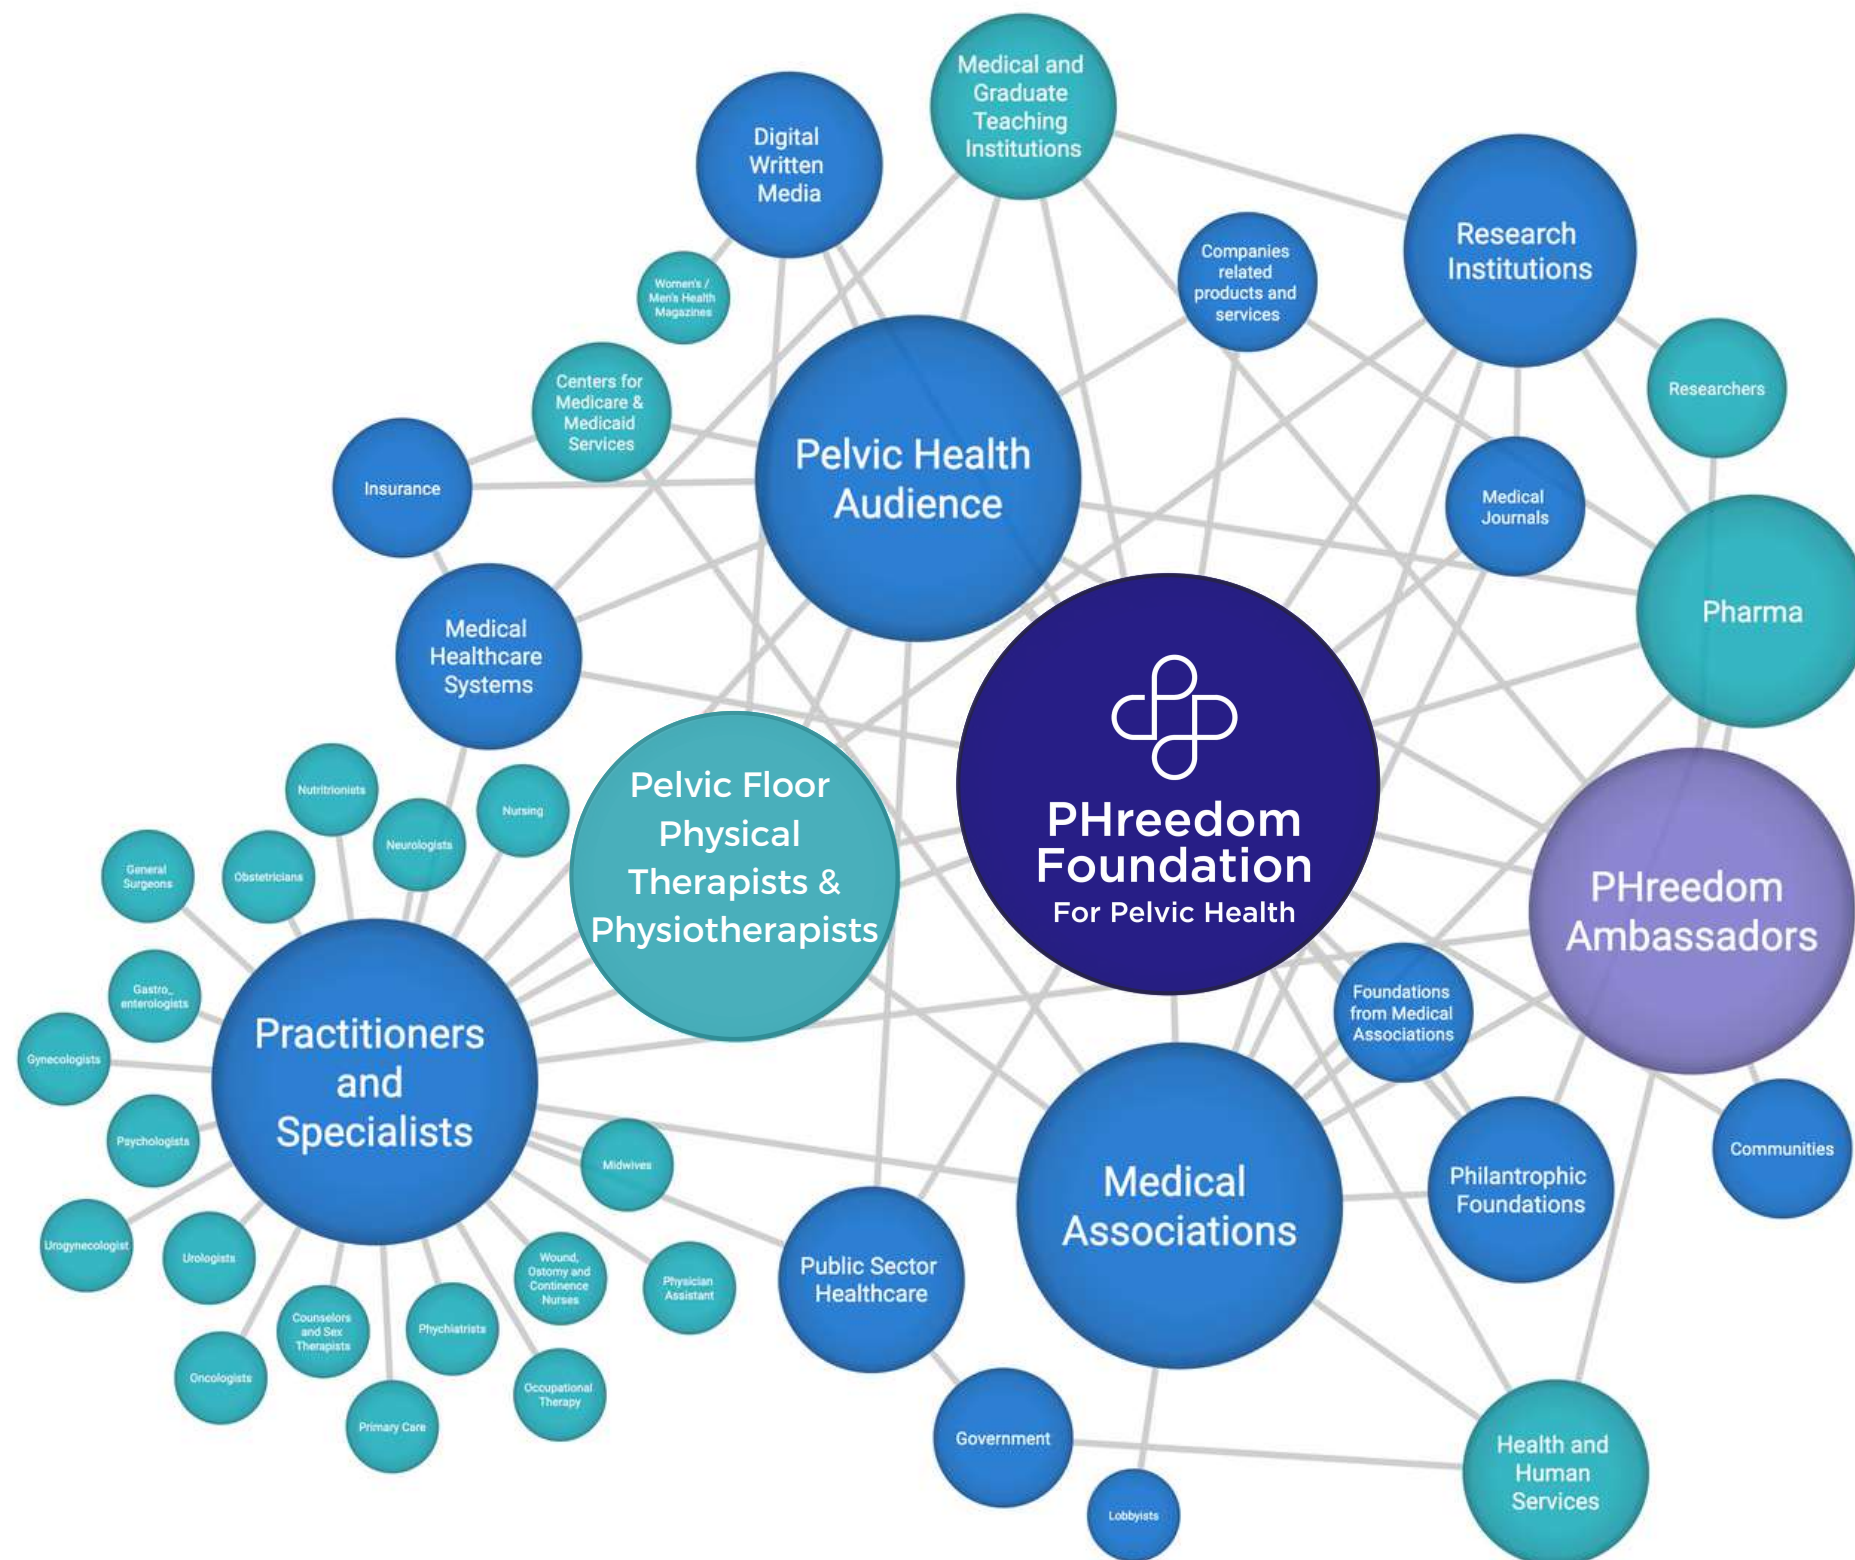 Medical and
Graduate
Teaching
Institutions
Digital
Written
Media
Research
Institutions
Companies
related
products and
services
Women's /
Men's Health
Magazines
Researchers
Centers for
Medicare &
Medicaid
Services
Pelvic Health
Audience
Insurance
Medical
Journals
Pharma
Medical
Healthcare
Systems
PHreedom
Foundation
For Pelvic Health
Pelvic Floor
Physical
Therapists &
Physiotherapists
Nutritrionists
Nursing
Neurologists
General
Surgeons
Obstetricians
PHreedom
Ambassadors
Gastro_
enterologists
Foundations
from Medical
Associations
Practitioners
and
Specialists
Gynecologists
Psychologists
Midwives
Communities
Medical
Associations
Philantrophic
Foundations
Urogynecologist
Urologists
Wound,
Ostomy and
Continence
Nurses
Physician
Assistant
Public Sector
Healthcare
Counselors
and Sex
Therapists
Phychiatrists
Oncologists
Occupational
Therapy
Primary Care
Government
Health and
Human
Services
Lobbyists